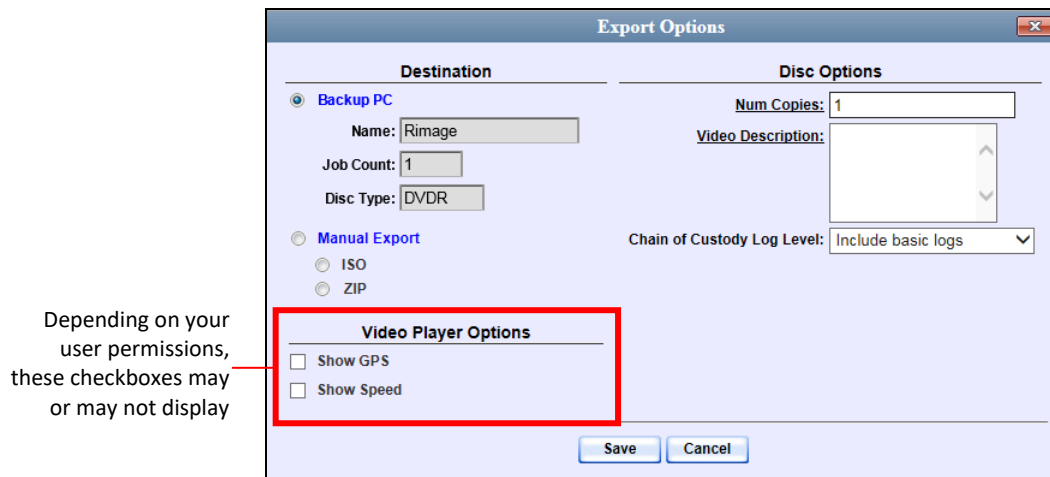 Export Options
Destination
Backup PC
Name: Rimage
Job Count: 1
Disc Type: DVDR
Manual Export
ISO
ZIP
Disc Options
Num Copies: 1
Video Description:
Chain of Custody Log Level: Include basic logs
Depending on your
user permissions,
these checkboxes may
or may not display
Video Player Options
Show GPS
Show Speed
Save Cancel